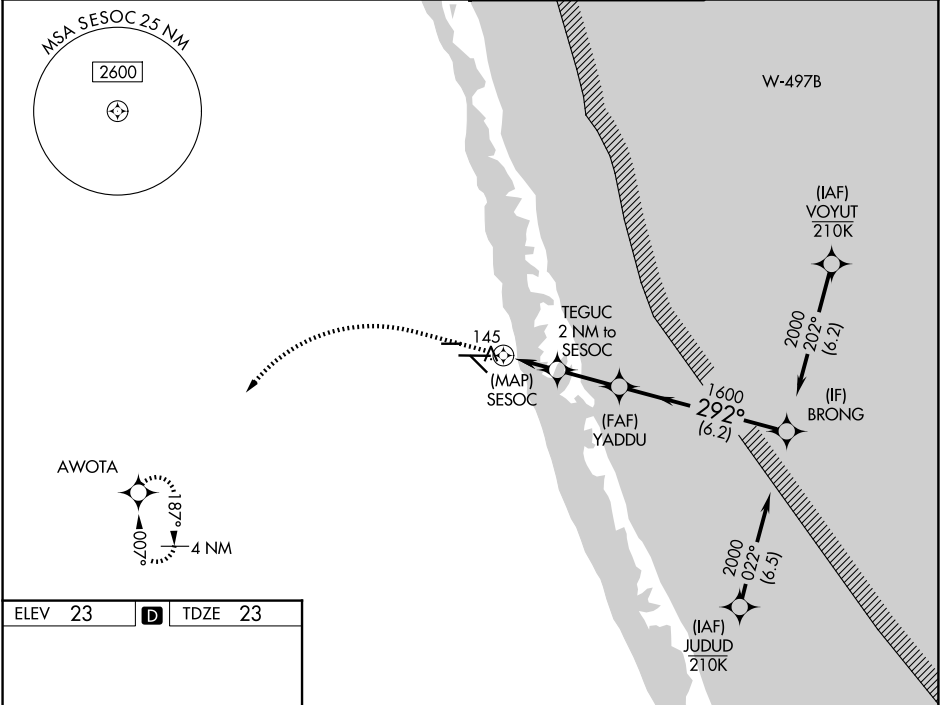 MSA SESOC 25 NM
2600
W-497B
(IAF)
VOYUT
210K
2000
202°
(6.2)
TEGUC
2 NM to
SESOC
145
(MAP)
SESOC
(FAF)
YADDU
1600
292°
(6.2)
(IF)
BRONG
AWOTA
187°
007°
4 NM
2000
022°
(6.5)
(IAF)
JUDUD
210K
ELEV 23 D TDZE 23